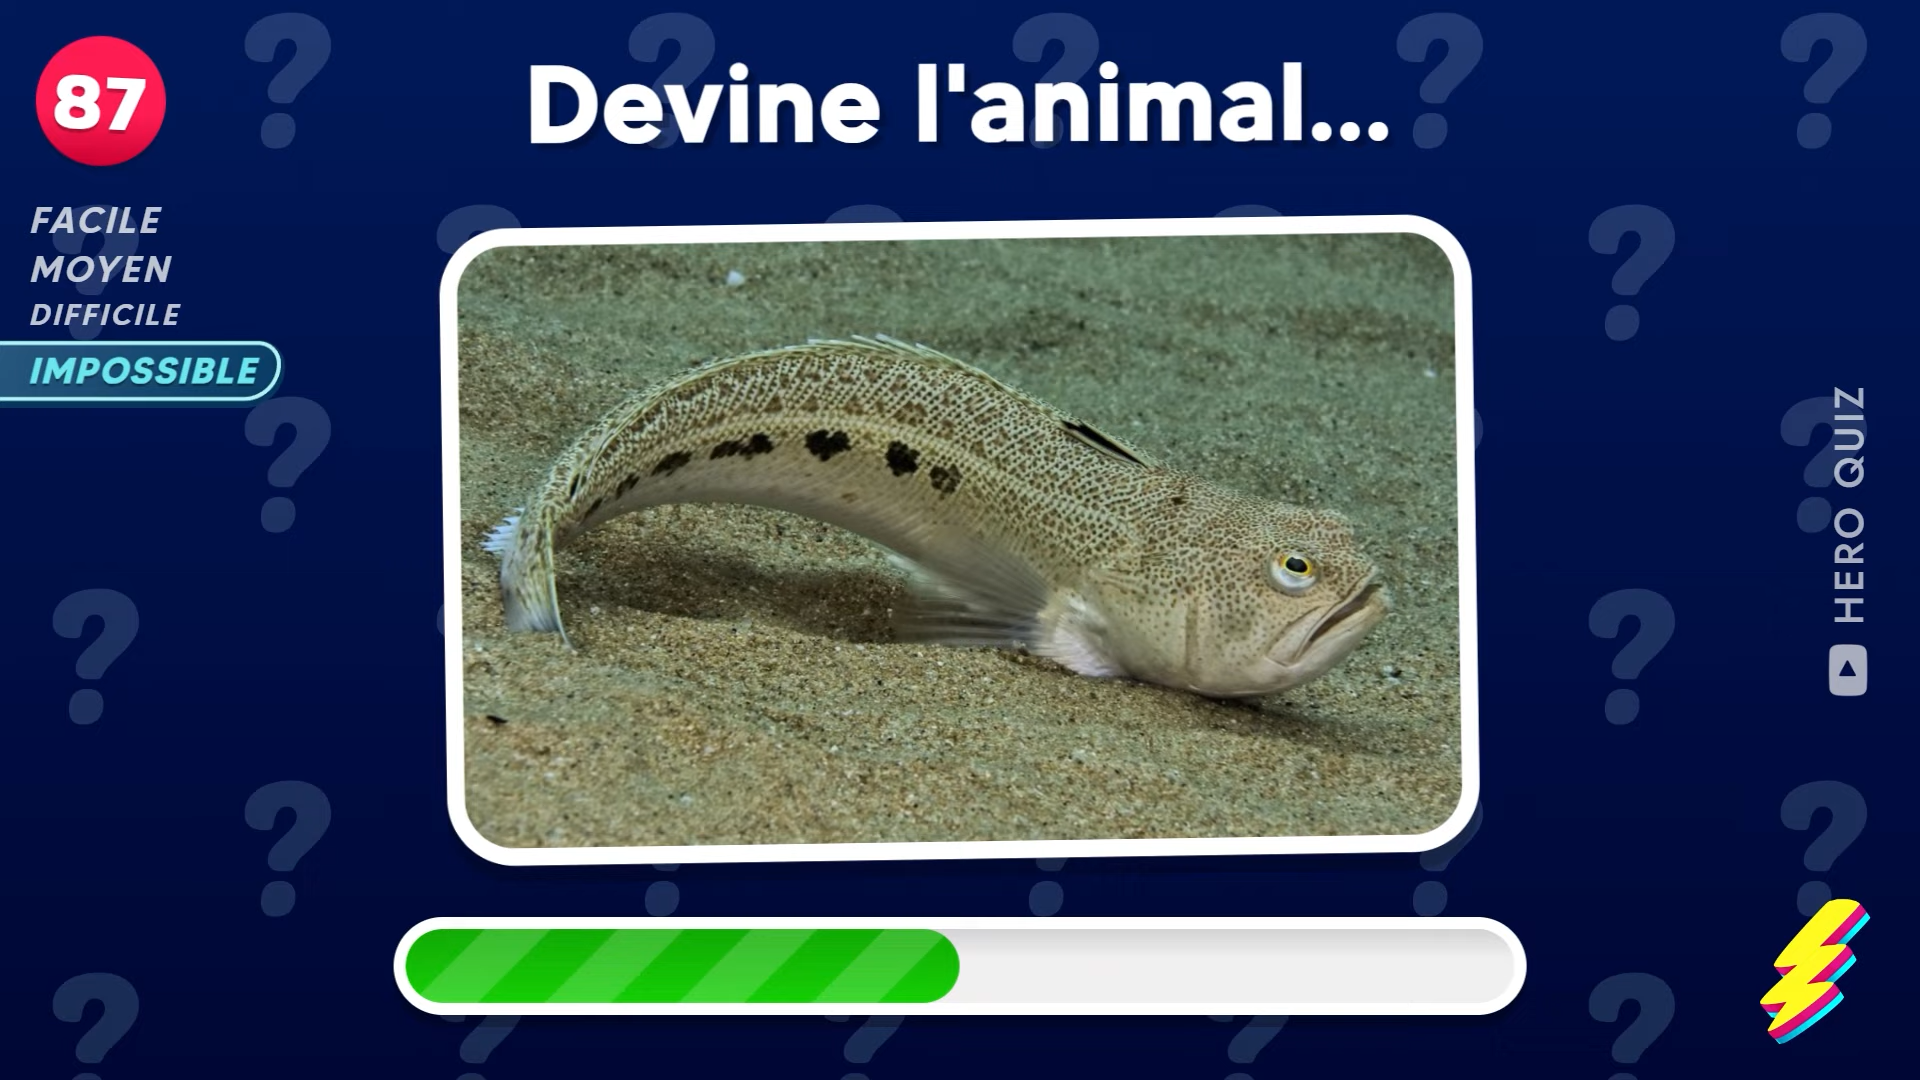 87
Devine l'animal...
FACILE
MOYEN
DIFFICILE
IMPOSSIBLE
HERO QUIZ